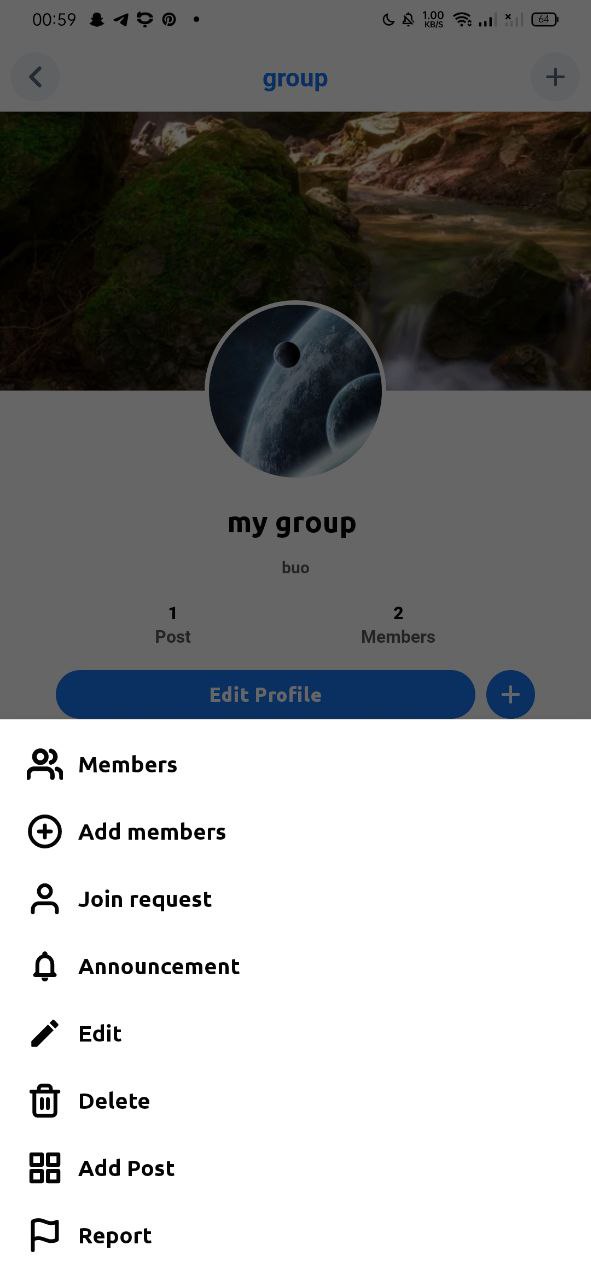 00:59
1.00
KB/S
64
group
my group
buo
1
2
Post
Members
Edit Profile
Members
Add members
Join request
Announcement
Edit
Delete
Add Post
Report